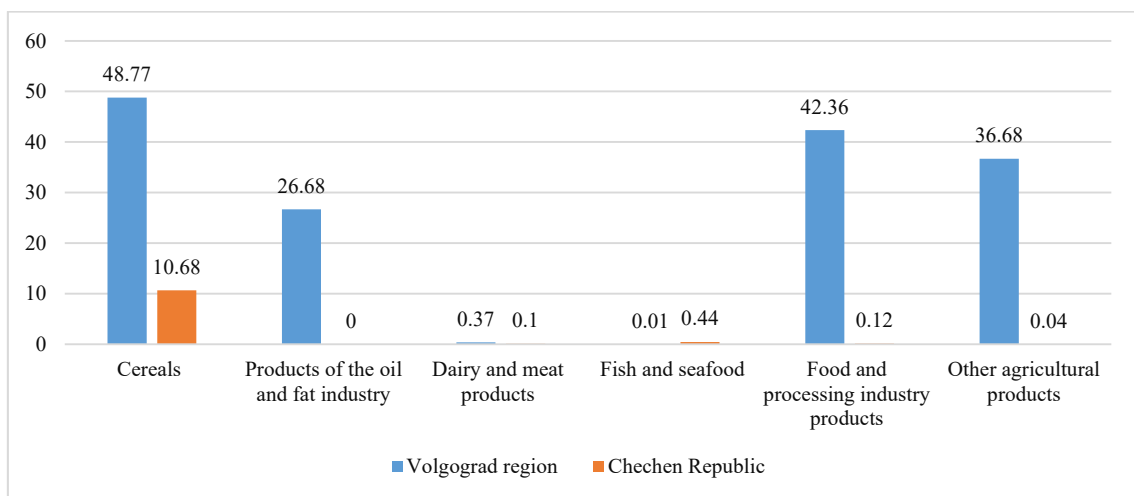 60
50
40
30
20
10
0
48.77
10.68
26.68
0
0.37
0.1
0.01
0.44
42.36
0.12
36.68
0.04
Cereals
Products of the oil
and fat industry
Dairy and meat
products
Fish and seafood
Food and
processing industry
products
Other agricultural
products
Volgograd region
Chechen Republic